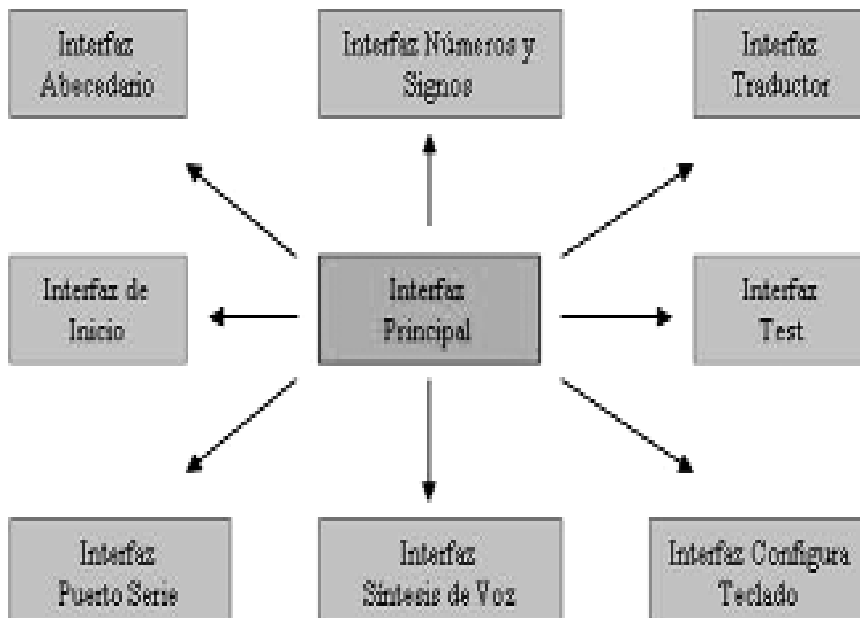 Interfaz
Abecedario
Interfaz Números y
Signos
Interfaz
Traductor
Interfaz de
Inicio
Interfaz
Principal
Interfaz
Test
Interfaz
Puerto Serie
Interfaz
Síntesis de Voz
Interfaz Configura
Teclado